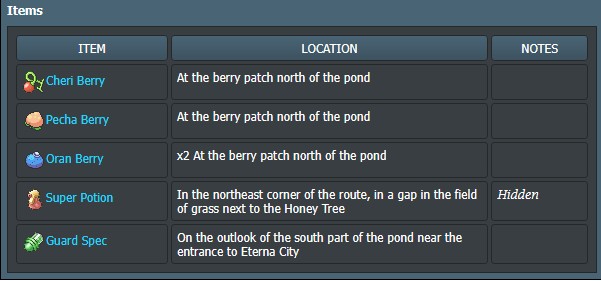 Items
ITEM LOCATION NOTES
Cheri Berry At the berry patch north of the pond
Pecha Berry At the berry patch north of the pond
Oran Berry x2 At the berry patch north of the pond
Super Potion In the northeast corner of the route, in a gap in the field Hidden
of grass next to the Honey Tree
Guard Spec On the outlook of the south part of the pond near the
entrance to Eterna City